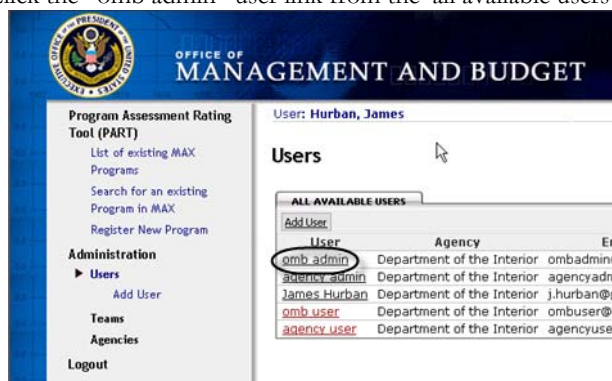 click the "omb admin" user link from the all available users
OFFICE OF
MANAGEMENT AND BUDGET
Program Assessment Rating
Tool (PART)
List of existing MAX
Programs
Search for an existing
Program in MAX
Register New Program
Administration
Users
Add User
Teams
Agencies
Logout
User: Hurban, James
Users
ALL AVAILABLE USERS
Add User
User Agency
omb admin Department of the Interior ombadmin
agency admin Department of the Interior agencyadm
James Hurban Department of the Interior j.hurban@
omb user Department of the Interior ombuser@
agency user Department of the Interior agencyuse